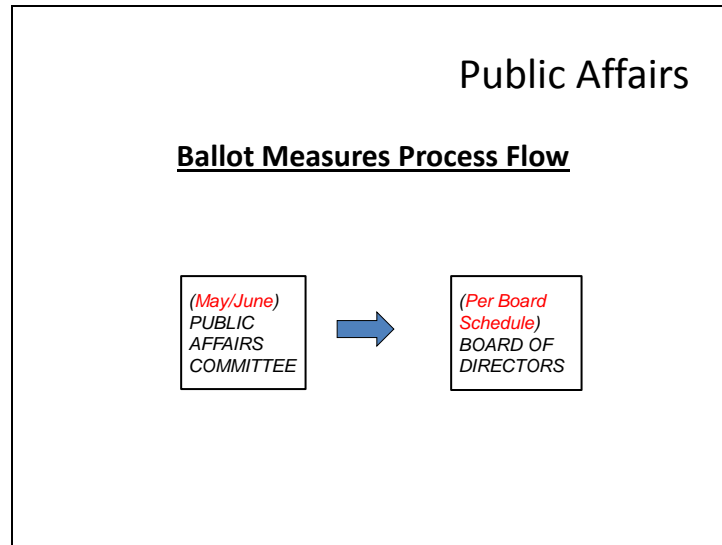 Public Affairs
Ballot Measures Process Flow
(May/June)
PUBLIC
AFFAIRS
COMMITTEE
(Per Board
Schedule)
BOARD OF
DIRECTORS